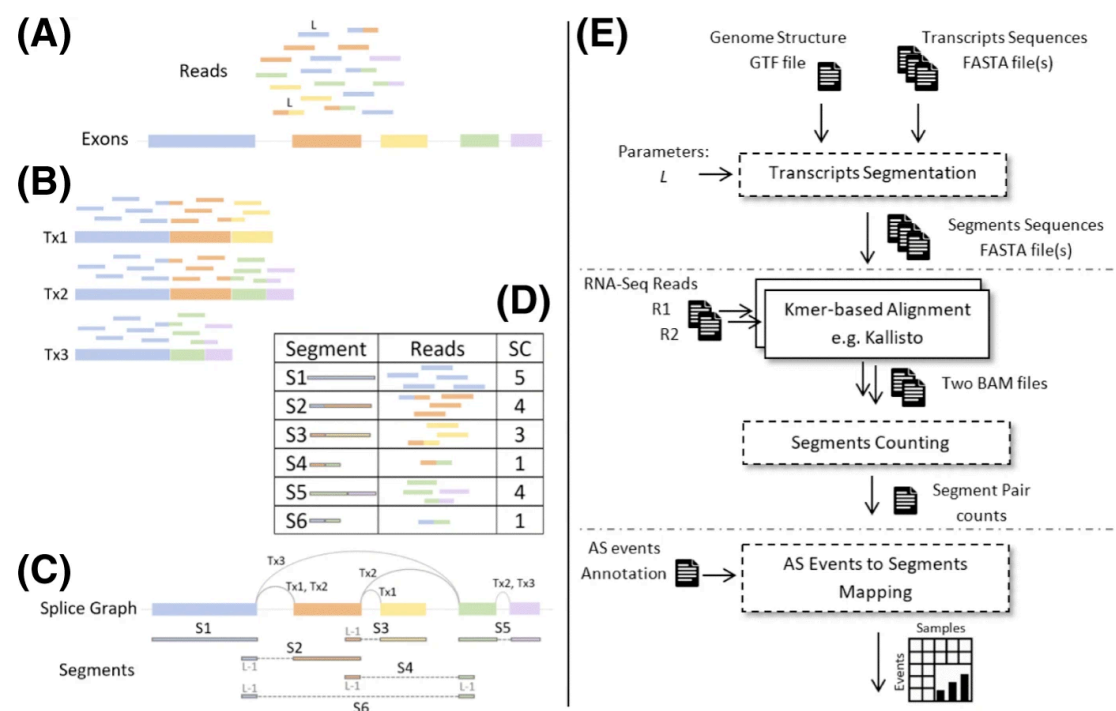 (A)
L
Reads
L
Exons
(B)
Tx1
Tx2
Tx3
(D)
Segment Reads SC
S1 5
S2 4
S3 3
S4 1
S5 4
S6 1
(C)
Tx3
Tx2
Tx1, Tx2
Tx1
Tx2, Tx3
Splice Graph
S1
L-1
S3
S5
S2
L-1
Segments
L-1
S4
L-1
L-1
S6
(E)
Genome Structure
GTF file
Transcripts Sequences
FASTA file(s)
Parameters:
L
Transcripts Segmentation
Segments Sequences
FASTA file(s)
RNA-Seq Reads
R1
R2
Kmer-based Alignment
e.g. Kallisto
Two BAM files
Segments Counting
Segment Pair
counts
AS events
Annotation
AS Events to Segments
Mapping
Samples
Events